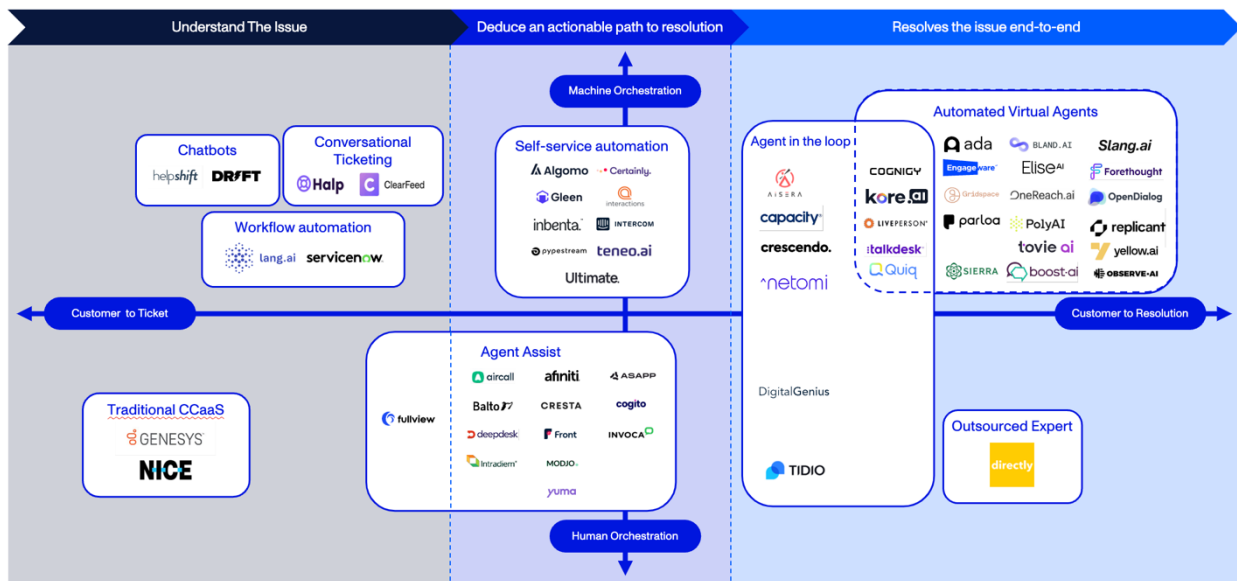 Understand The Issue
Deduce an actionable path to resolution
Resolves the issue end-to-end
Machine Orchestration
Chatbots
helpshift DRIFT
Conversational
Ticketing
Halp ClearFeed
Workflow automation
lang.ai servicenow
Self-service automation
Algomo Certainly.
Gleen interactions
inbenta. INTERCOM
pypestream teneo.ai
Ultimate.
Agent in the loop
AISERA
capacity
crescendo.
^netomi
DigitalGenius
TIDIO
COGNIGY
kore.ai
LIVEPERSON
:talkdesk
Quiq
Automated Virtual Agents
ada BLAND.AI Slang.ai
Engageware EliseAI Forethought
Gridspace OneReach.ai OpenDialog
parloa PolyAI replicant
tovie ai yellow.ai
SIERRA boost.ai OBSERVE.AI
Customer to Ticket
Customer to Resolution
Agent Assist
fullview
aircall afiniti ASAPP
Balto CRESTA cogito
deepdesk Front INVOCA
Intradiem MODJO.
yuma
Traditional CCaaS
GENESYS
NICE
Outsourced Expert
directly
Human Orchestration